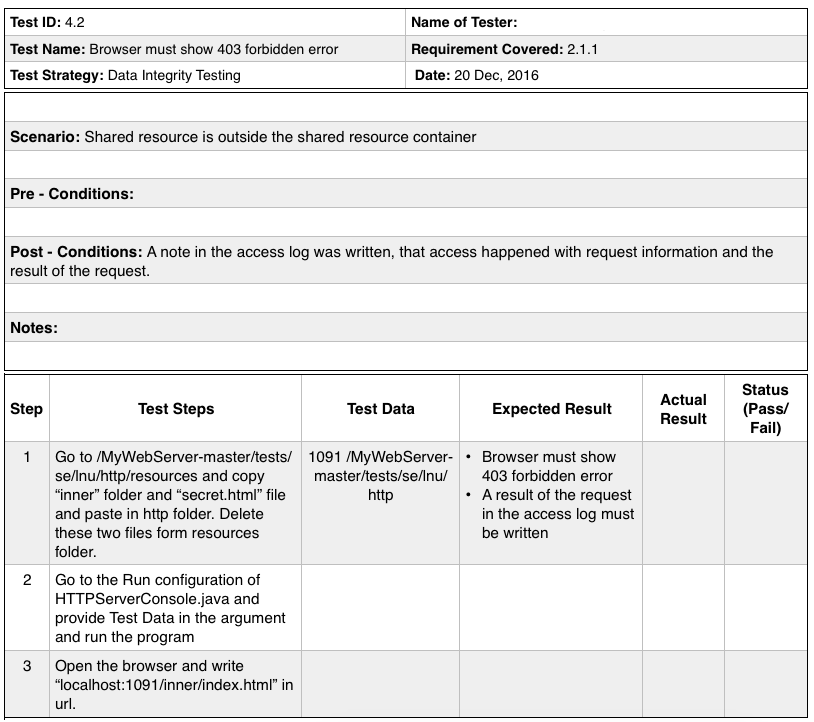 Test ID: 4.2
Name of Tester:
Test Name: Browser must show 403 forbidden error
Requirement Covered: 2.1.1
Test Strategy: Data Integrity Testing
Date: 20 Dec, 2016
Scenario: Shared resource is outside the shared resource container
Pre - Conditions:
Post - Conditions: A note in the access log was written, that access happened with request information and the
result of the request.
Notes:
Step
Test Steps
Test Data
Expected Result
Actual
Result
Status
(Pass/
Fail)
1
Go to /MyWebServer-master/tests/
se/lnu/http/resources and copy
“inner” folder and “secret.html” file
and paste in http folder. Delete
these two files form resources
folder.
1091 /MyWebServer-
master/tests/se/lnu/
http
• Browser must show
403 forbidden error
• A result of the request
in the access log must
be written
2
Go to the Run configuration of
HTTPServerConsole.java and
provide Test Data in the argument
and run the program
3
Open the browser and write
“localhost:1091/inner/index.html” in
url.